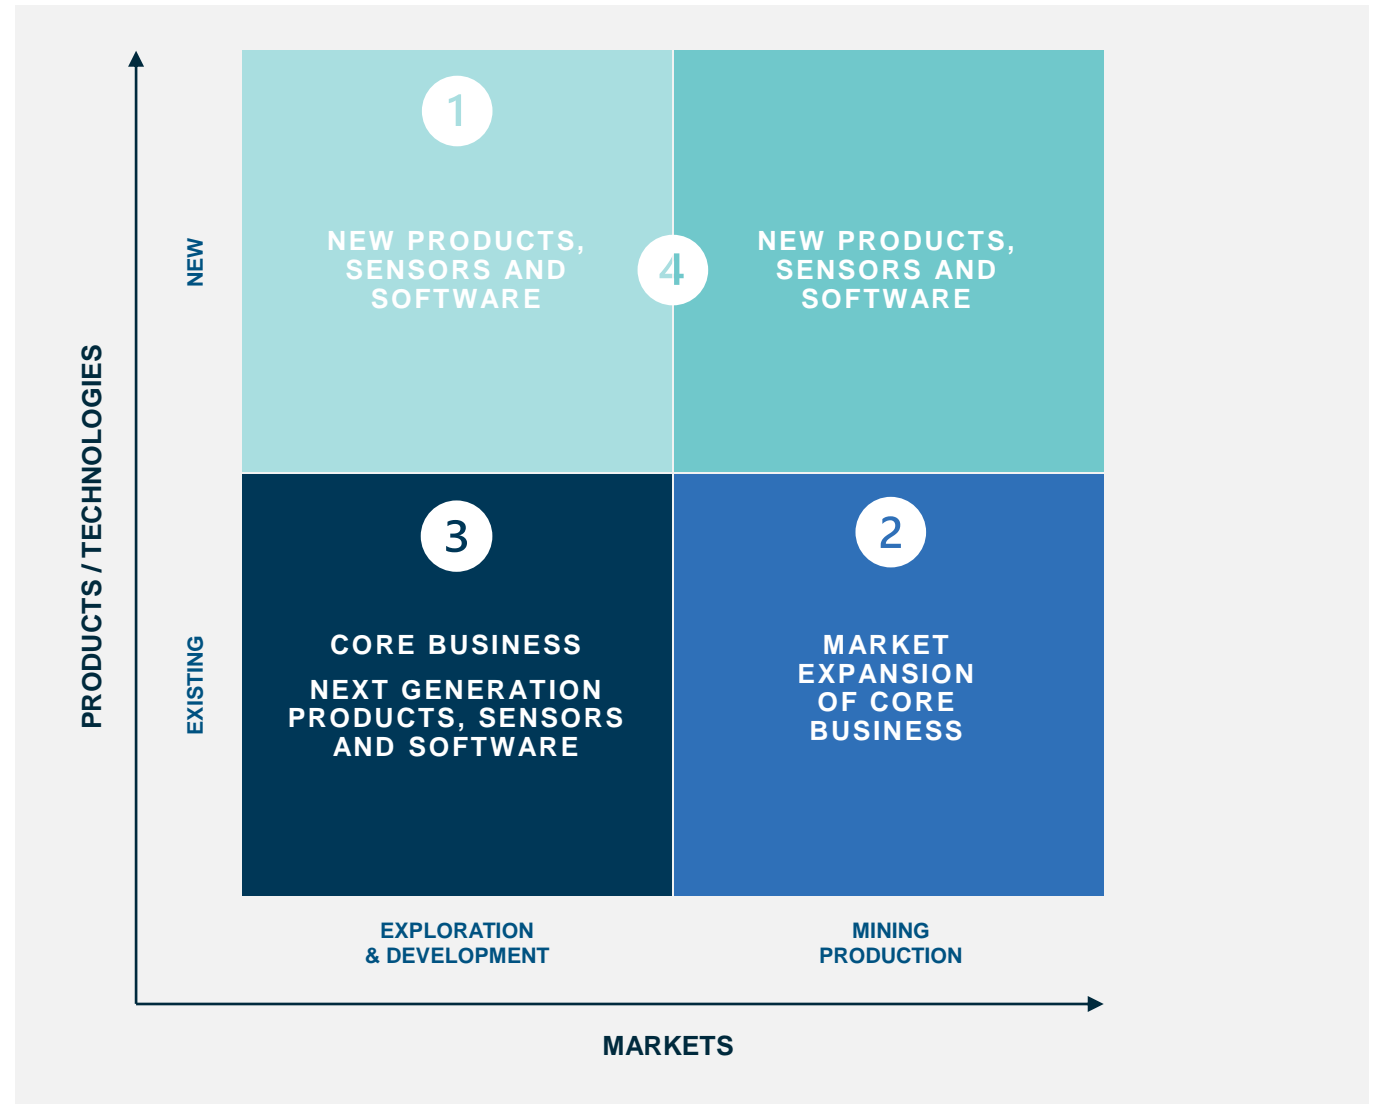 PRODUCTS / TECHNOLOGIES
NEW
1
NEW PRODUCTS,
SENSORS AND
SOFTWARE
4
NEW PRODUCTS,
SENSORS AND
SOFTWARE
EXISTING
3
CORE BUSINESS
NEXT GENERATION
PRODUCTS, SENSORS
AND SOFTWARE
2
MARKET
EXPANSION
OF CORE
BUSINESS
EXPLORATION
& DEVELOPMENT
MINING
PRODUCTION
MARKETS